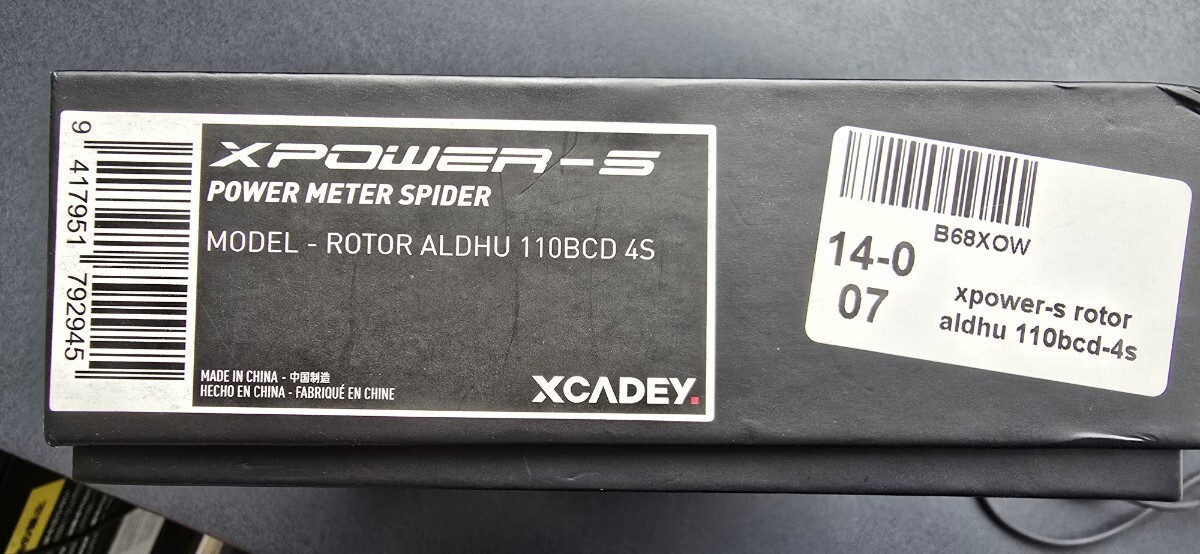 9 417951 792945
XPOWER-S
POWER METER SPIDER
MODEL - ROTOR ALDHU 110BCD 4S
MADE IN CHINA - 中国制造
HECHO EN CHINA - FABRIQUÉ EN CHINE
XCADEY.
B68XOW
14-0
07
xpower-s rotor
aldhu 110bcd-4s